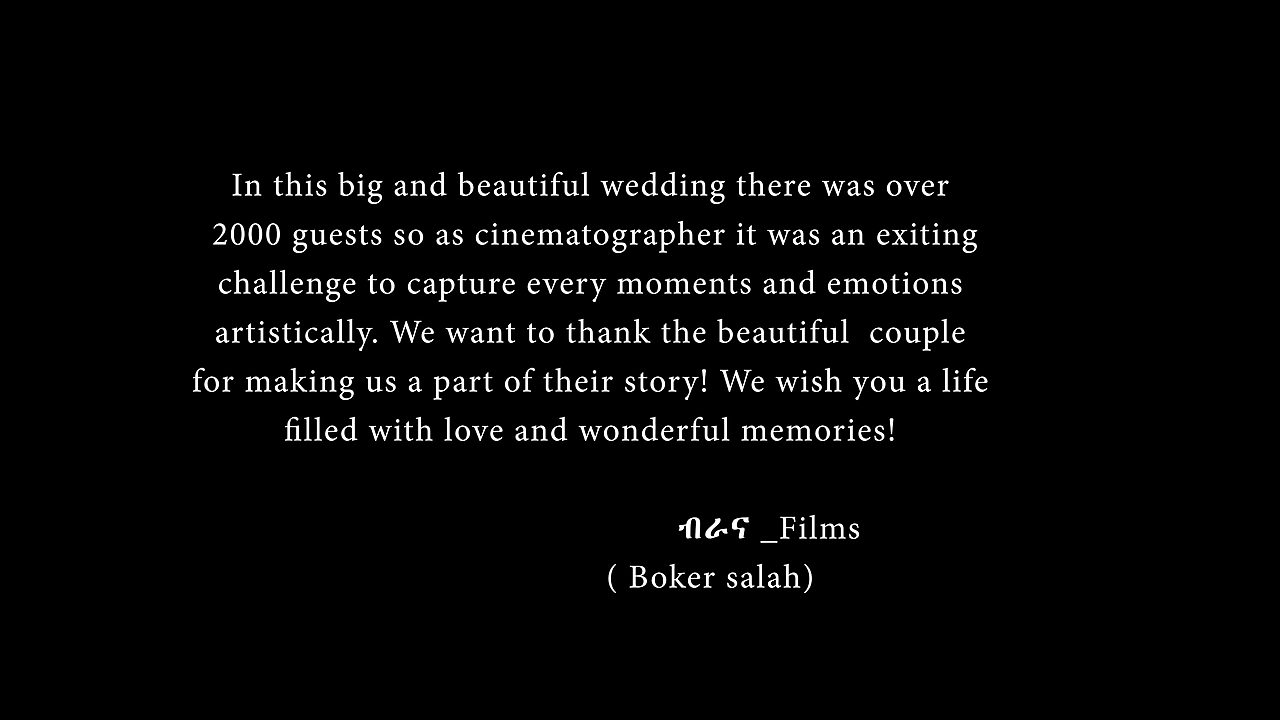 In this big and beautiful wedding there was over
2000 guests so as cinematographer it was an exiting
challenge to capture every moments and emotions
artistically. We want to thank the beautiful  couple
for making us a part of their story! We wish you a life
filled with love and wonderful memories!
ብራና _Films
( Boker salah)